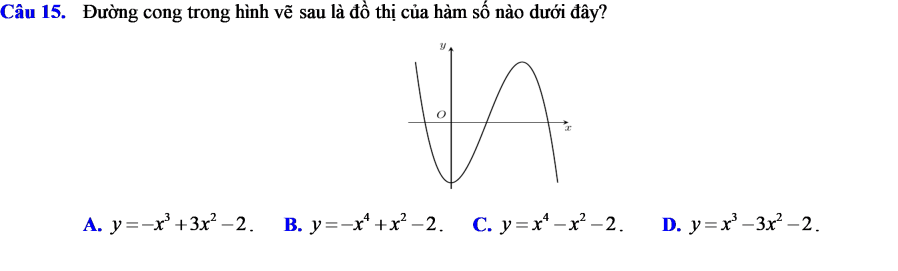 Câu 15. Đường cong trong hình vẽ sau là đồ thị của hàm số nào dưới đây?
y
O
x
A. y=−x³+3x²−2. B. y=−x⁴+x²−2. C. y=x⁴−x²−2. D. y=x³−3x²−2.